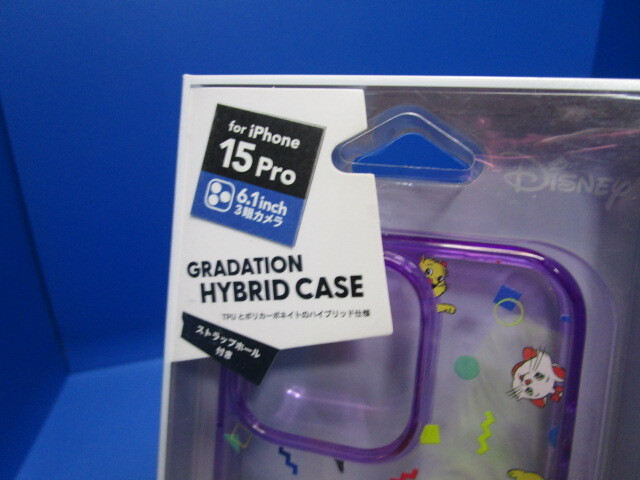 for iPhone
15 Pro
6.1inch
3眼カメラ
DISNEY
GRADATION
HYBRID CASE
TPUとポリカーボネイトのハイブリッド仕様
ストラップホール
付き